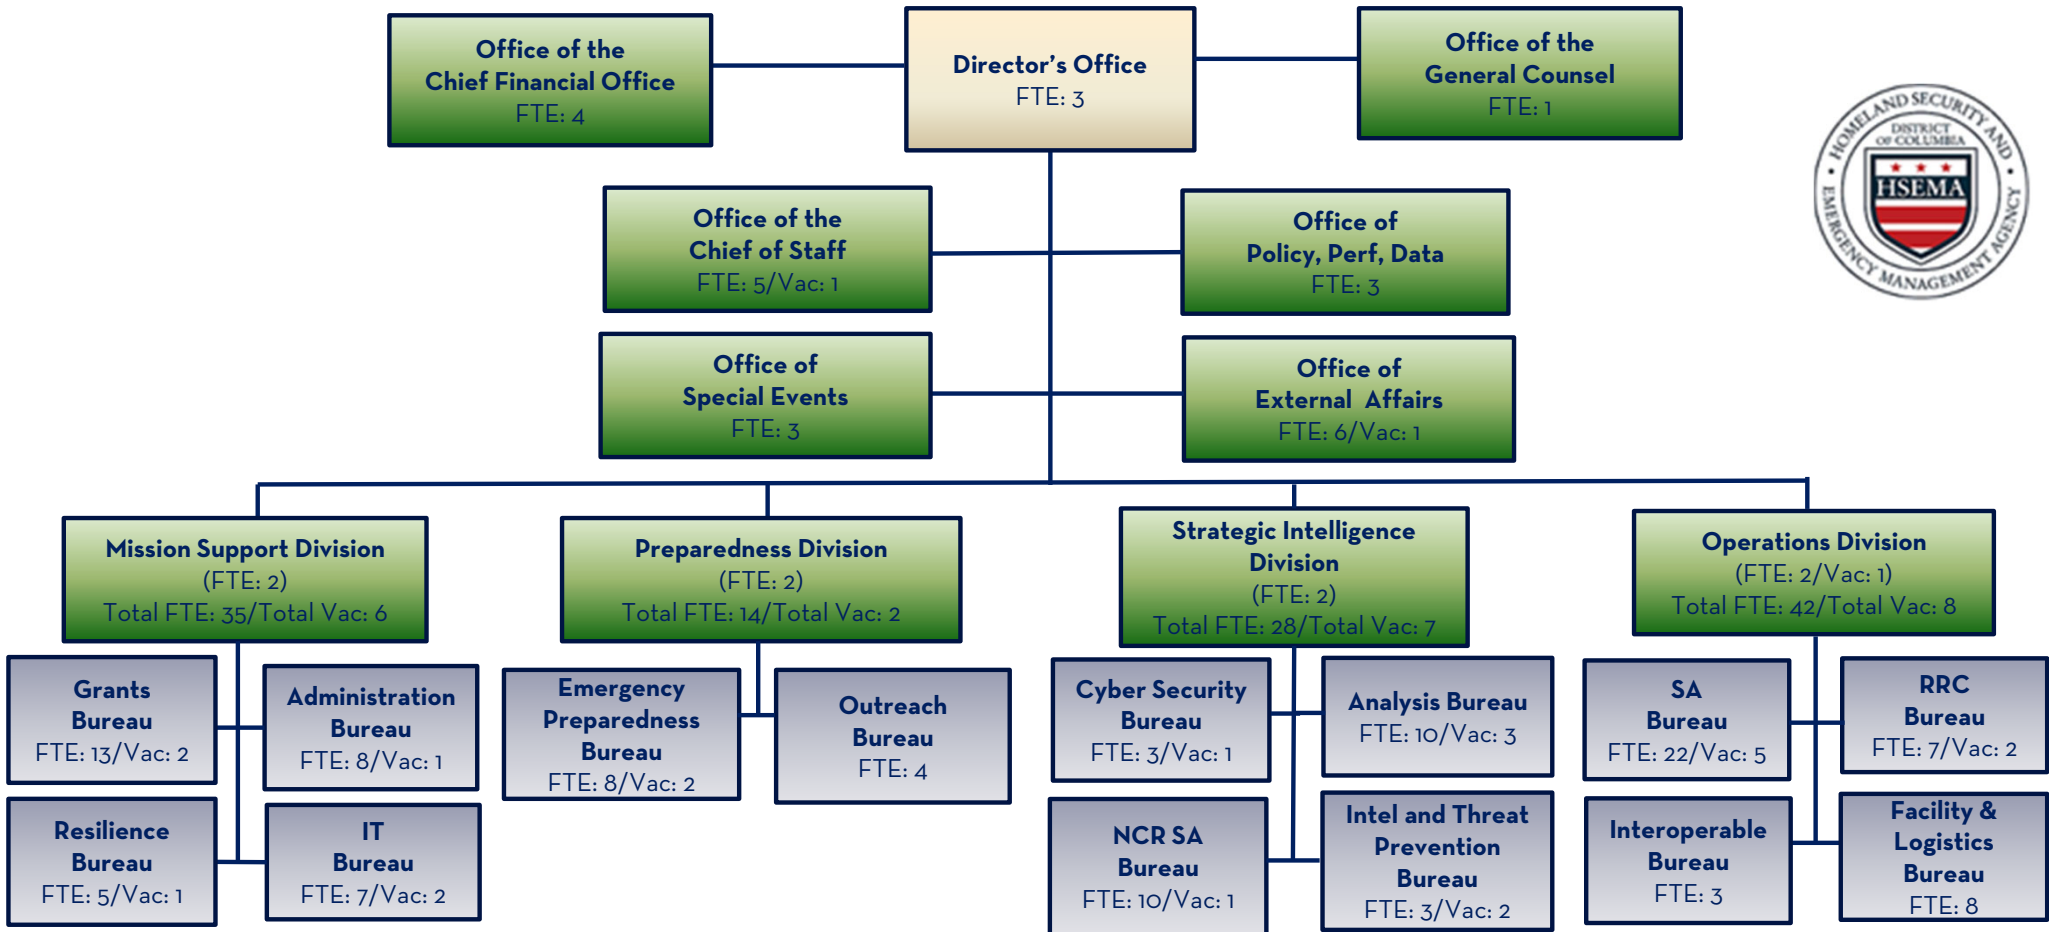 Office of the
Chief Financial Office
FTE: 4
Director's Office
FTE: 3
Office of the
General Counsel
FTE: 1
HOMELAND SECURITY AND
EMERGENCY MANAGEMENT AGENCY
DISTRICT
OF COLUMBIA
HSEMA
Office of the
Chief of Staff
FTE: 5/Vac: 1
Office of
Policy, Perf, Data
FTE: 3
Office of
Special Events
FTE: 3
Office of
External Affairs
FTE: 6/Vac: 1
Mission Support Division
(FTE: 2)
Total FTE: 35/Total Vac: 6
Preparedness Division
(FTE: 2)
Total FTE: 14/Total Vac: 2
Strategic Intelligence
Division
(FTE: 2)
Total FTE: 28/Total Vac: 7
Operations Division
(FTE: 2/Vac: 1)
Total FTE: 42/Total Vac: 8
Grants
Bureau
FTE: 13/Vac: 2
Administration
Bureau
FTE: 8/Vac: 1
Resilience
Bureau
FTE: 5/Vac: 1
IT
Bureau
FTE: 7/Vac: 2
Emergency
Preparedness
Bureau
FTE: 8/Vac: 2
Outreach
Bureau
FTE: 4
Cyber Security
Bureau
FTE: 3/Vac: 1
Analysis Bureau
FTE: 10/Vac: 3
NCR SA
Bureau
FTE: 10/Vac: 1
Intel and Threat
Prevention
Bureau
FTE: 3/Vac: 2
SA
Bureau
FTE: 22/Vac: 5
RRC
Bureau
FTE: 7/Vac: 2
Interoperable
Bureau
FTE: 3
Facility &
Logistics
Bureau
FTE: 8